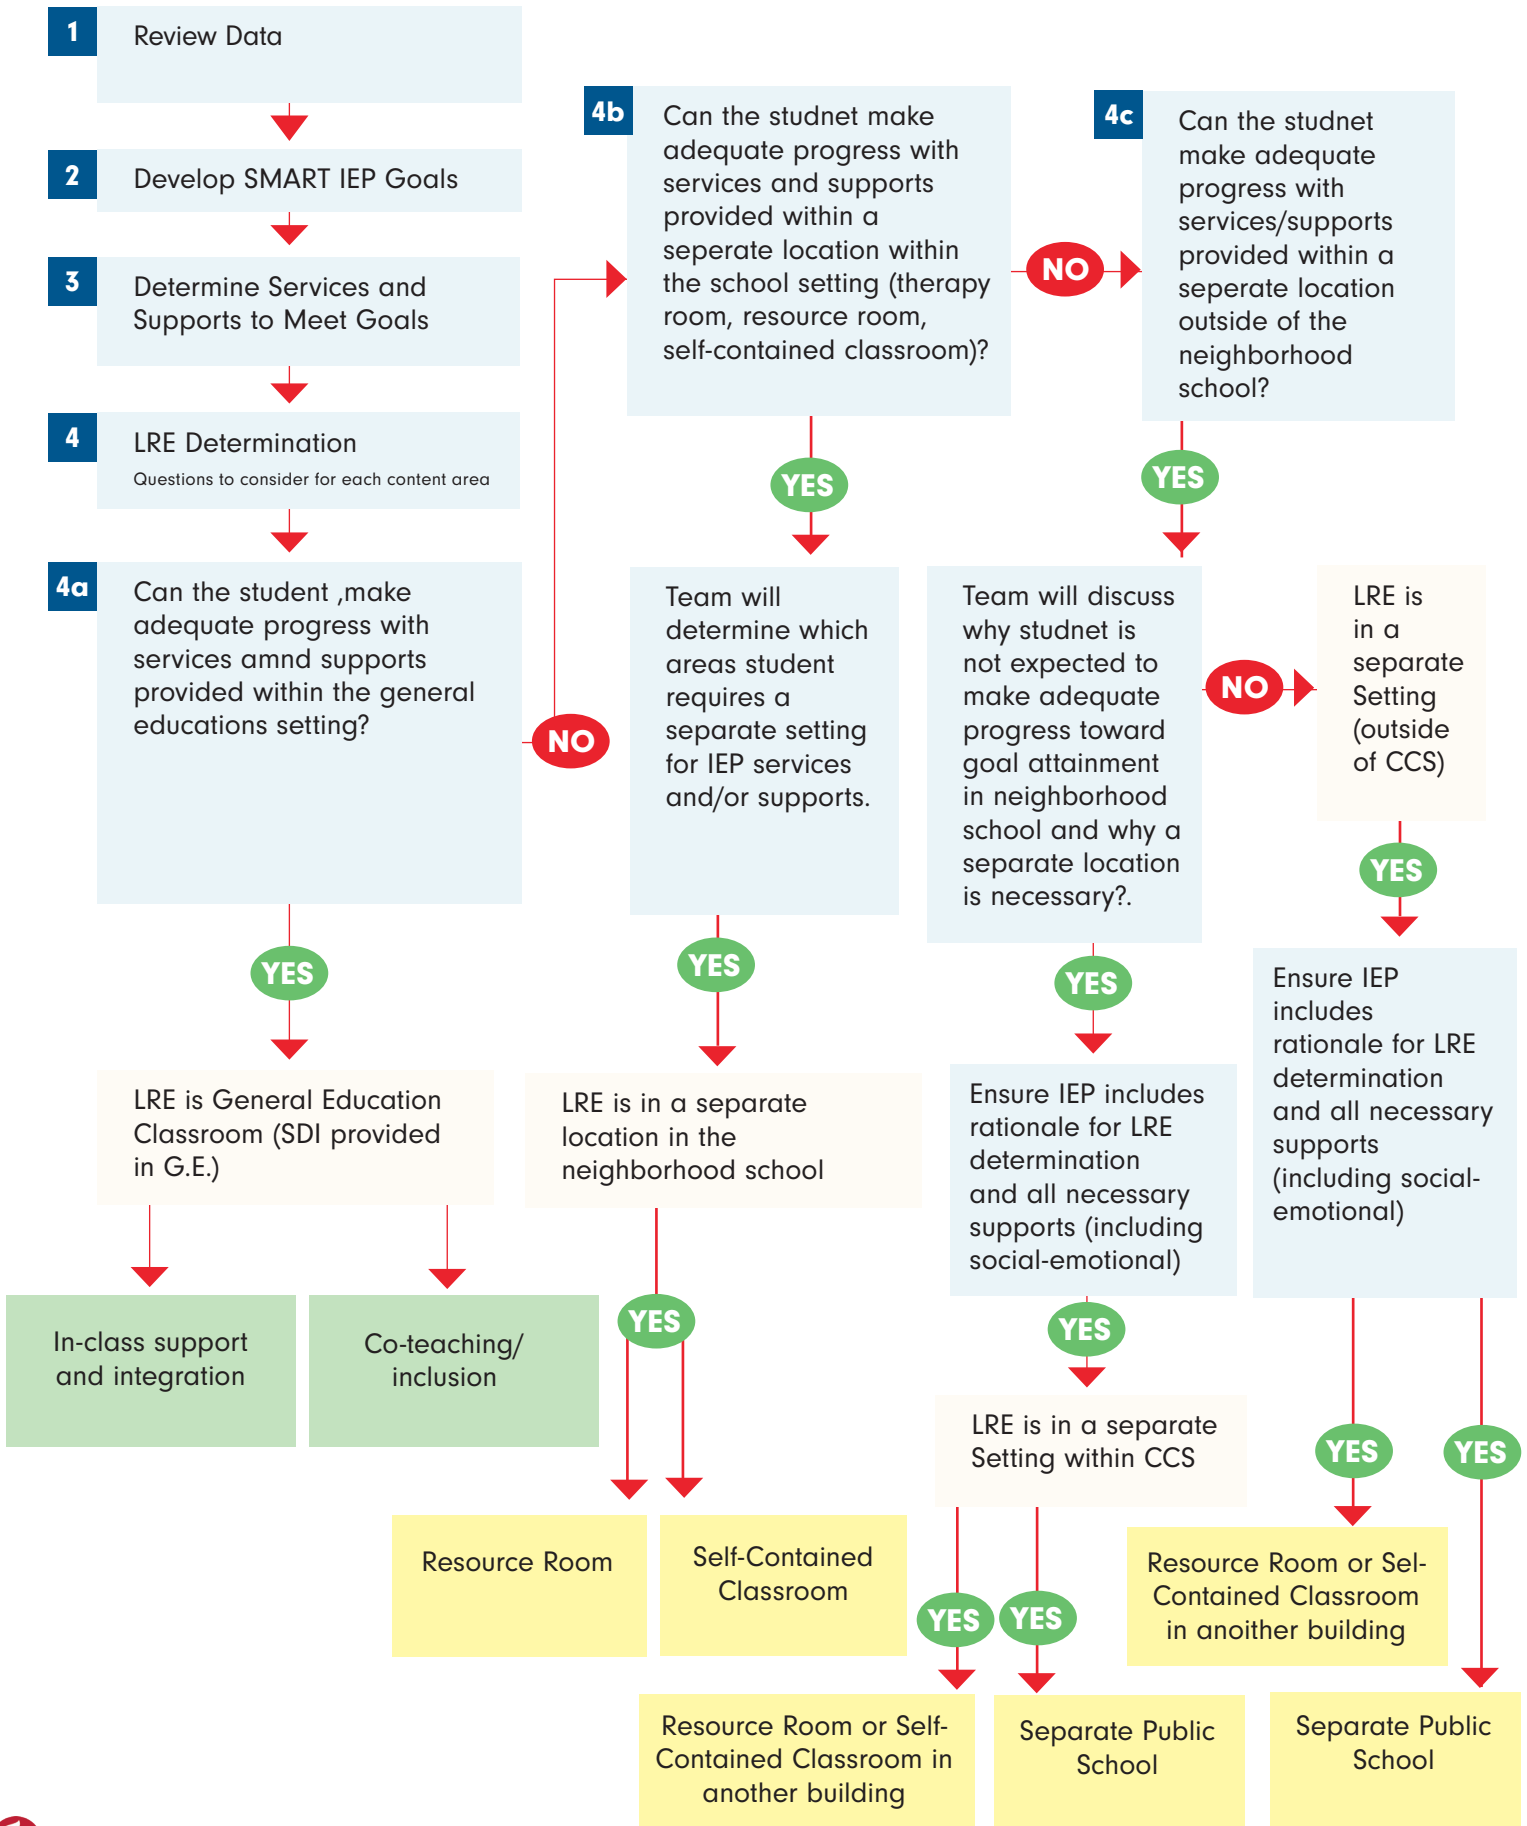 1
Review Data
2
Develop SMART IEP Goals
3
Determine Services and
Supports to Meet Goals
4
LRE Determination
Questions to consider for each content area
4a
Can the student ,make
adequate progress with
services amnd supports
provided within the general
educations setting?
NO
YES
LRE is General Education
Classroom (SDI provided
in G.E.)
In-class support
and integration
Co-teaching/
inclusion
4b
Can the studnet make
adequate progress with
services and supports
provided within a
seperate location within
the school setting (therapy
room, resource room,
self-contained classroom)?
NO
YES
Team will
determine which
areas student
requires a
separate setting
for IEP services
and/or supports.
YES
LRE is in a separate
location in the
neighborhood school
YES
Resource Room
Self-Contained
Classroom
4c
Can the studnet
make adequate
progress with
services/supports
provided within a
seperate location
outside of the
neighborhood
school?
YES
Team will discuss
why studnet is
not expected to
make adequate
progress toward
goal attainment
in neighborhood
school and why a
separate location
is necessary?.
NO
YES
Ensure IEP includes
rationale for LRE
determination
and all necessary
supports (including
social-emotional)
YES
LRE is in a separate
Setting within CCS
YES
YES
Resource Room or Self-
Contained Classroom in
another building
Separate Public
School
LRE is
in a
separate
Setting
(outside
of CCS)
YES
Ensure IEP
includes
rationale for LRE
determination
and all necessary
supports
(including social-
emotional)
YES
YES
Resource Room or Sel-
Contained Classroom
in anoither building
Separate Public
School